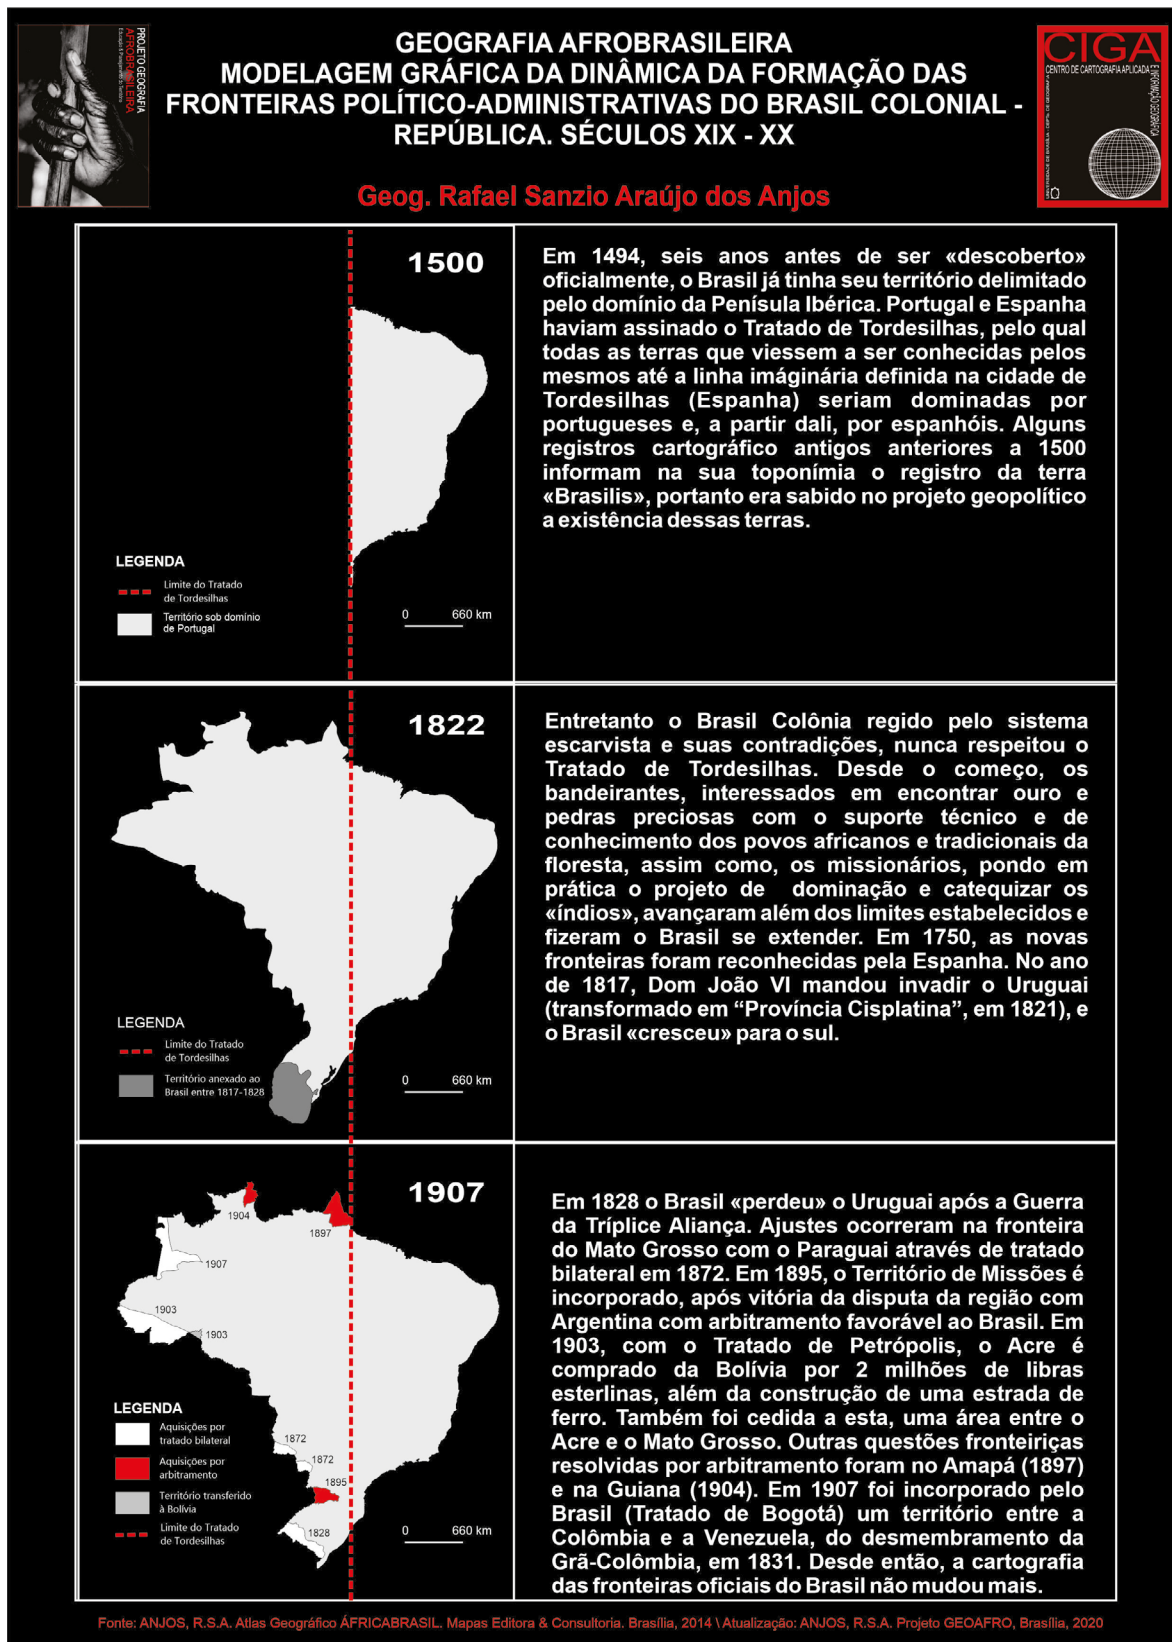 PROJETO GEOGRAFIA
AFROBRASILEIRA
Educação & Planejamento do Território
GEOGRAFIA AFROBRASILEIRA
MODELAGEM GRÁFICA DA DINÂMICA DA FORMAÇÃO DAS
FRONTEIRAS POLÍTICO-ADMINISTRATIVAS DO BRASIL COLONIAL -
REPÚBLICA. SÉCULOS XIX - XX
Geog. Rafael Sanzio Araújo dos Anjos
CIGA
CENTRO DE CARTOGRAFIA APLICADA
E INFORMAÇÃO GEOGRÁFICA
UNIVERSIDADE DE BRASÍLIA - DEPTo. DE GEOGRAFIA
1500
LEGENDA
Limite do Tratado
de Tordesilhas
Território sob domínio
de Portugal
0 660 km
Em 1494, seis anos antes de ser «descoberto»
oficialmente, o Brasil já tinha seu território delimitado
pelo domínio da Península Ibérica. Portugal e Espanha
haviam assinado o Tratado de Tordesilhas, pelo qual
todas as terras que viessem a ser conhecidas pelos
mesmos até a linha imáginária definida na cidade de
Tordesilhas (Espanha) seriam dominadas por
portugueses e, a partir dali, por espanhóis. Alguns
registros cartográfico antigos anteriores a 1500
informam na sua toponímia o registro da terra
«Brasilis», portanto era sabido no projeto geopolítico
a existência dessas terras.
1822
LEGENDA
Limite do Tratado
de Tordesilhas
Território anexado ao
Brasil entre 1817-1828
0 660 km
Entretanto o Brasil Colônia regido pelo sistema
escarvista e suas contradições, nunca respeitou o
Tratado de Tordesilhas. Desde o começo, os
bandeirantes, interessados em encontrar ouro e
pedras preciosas com o suporte técnico e de
conhecimento dos povos africanos e tradicionais da
floresta, assim como, os missionários, pondo em
prática o projeto de dominação e catequizar os
«índios», avançaram além dos limites estabelecidos e
fizeram o Brasil se extender. Em 1750, as novas
fronteiras foram reconhecidas pela Espanha. No ano
de 1817, Dom João VI mandou invadir o Uruguai
(transformado em “Província Cisplatina”, em 1821), e
o Brasil «cresceu» para o sul.
1907
1904
1897
1907
1903
1903
1872
1872
1895
1828
LEGENDA
Aquisições por
tratado bilateral
Aquisições por
arbitramento
Território transferido
à Bolívia
Limite do Tratado
de Tordesilhas
0 660 km
Em 1828 o Brasil «perdeu» o Uruguai após a Guerra
da Tríplice Aliança. Ajustes ocorreram na fronteira
do Mato Grosso com o Paraguai através de tratado
bilateral em 1872. Em 1895, o Território de Missões é
incorporado, após vitória da disputa da região com
Argentina com arbitramento favorável ao Brasil. Em
1903, com o Tratado de Petrópolis, o Acre é
comprado da Bolívia por 2 milhões de libras
esterlinas, além da construção de uma estrada de
ferro. Também foi cedida a esta, uma área entre o
Acre e o Mato Grosso. Outras questões fronteiriças
resolvidas por arbitramento foram no Amapá (1897)
e na Guiana (1904). Em 1907 foi incorporado pelo
Brasil (Tratado de Bogotá) um território entre a
Colômbia e a Venezuela, do desmembramento da
Grã-Colômbia, em 1831. Desde então, a cartografia
das fronteiras oficiais do Brasil não mudou mais.
Fonte: ANJOS, R.S.A. Atlas Geográfico ÁFRICABRASIL. Mapas Editora & Consultoria. Brasília, 2014 \ Atualização: ANJOS, R.S.A. Projeto GEOAFRO, Brasília, 2020